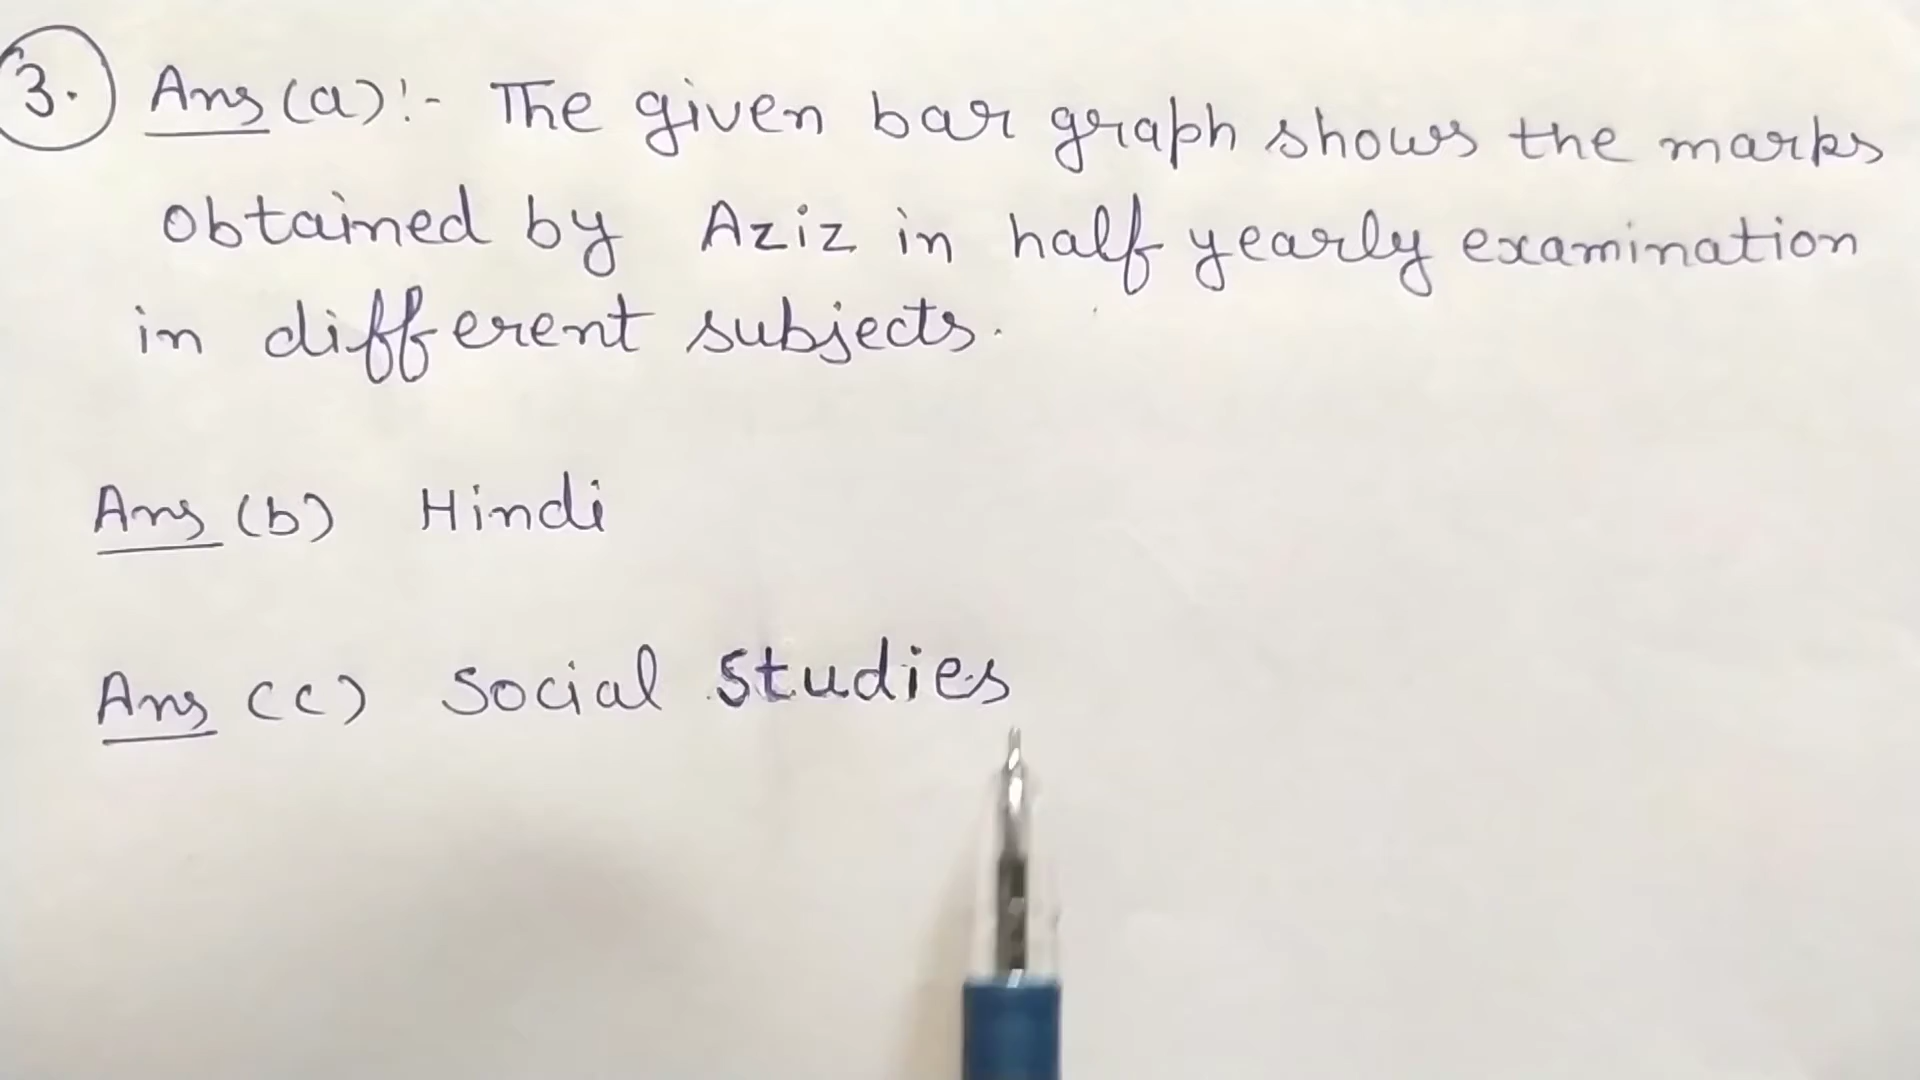 3. Ans (a):- The given bar graph shows the marks
obtained by Aziz in half yearly examination
in different subjects.
Ans (b) Hindi
Ans (c) Social Studies